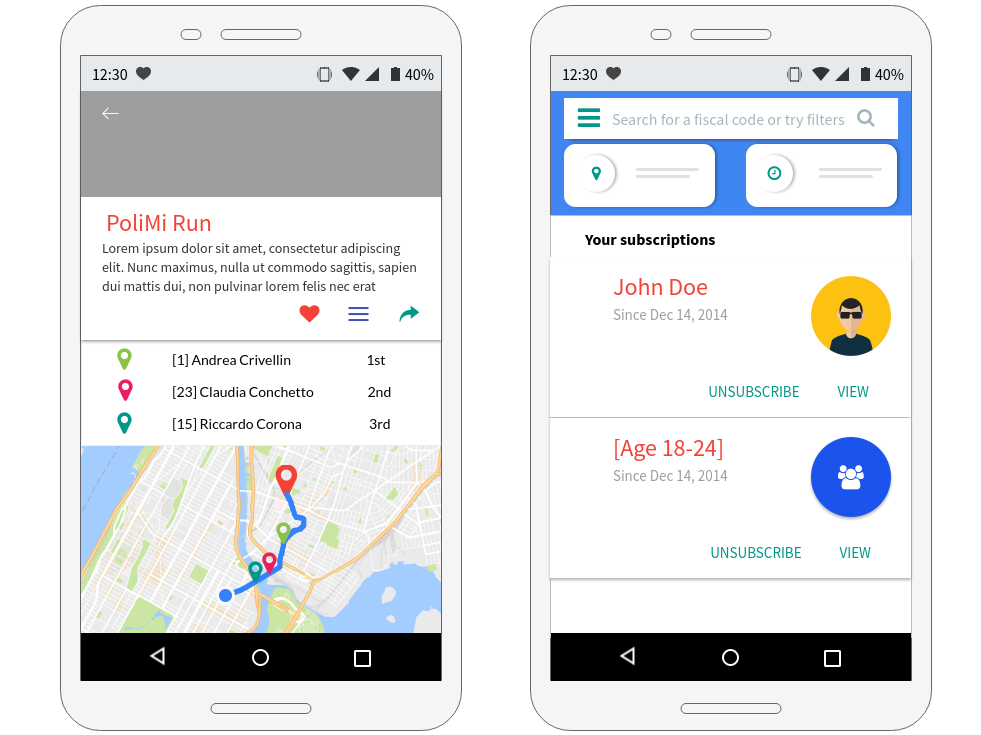 12:30
40%
PoliMi Run
Lorem ipsum dolor sit amet, consectetur adipiscing
elit. Nunc maximus, nulla ut commodo sagittis, sapien
dui mattis dui, non pulvinar lorem felis nec erat
[1] Andrea Crivellin 1st
[23] Claudia Conchetto 2nd
[15] Riccardo Corona 3rd
12:30
40%
Search for a fiscal code or try filters
Your subscriptions
John Doe
Since Dec 14, 2014
UNSUBSCRIBE VIEW
[Age 18-24]
Since Dec 14, 2014
UNSUBSCRIBE VIEW